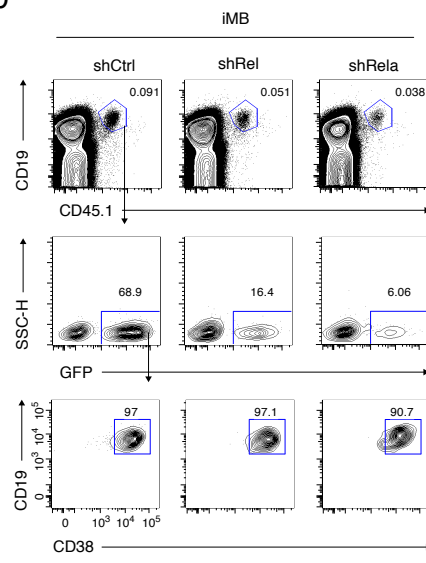 iMB
shCtrl shRel shRela
0.091 0.051 0.038
CD19
CD45.1
68.9 16.4 6.06
SSC-H
GFP
97 97.1 90.7
CD19
10⁵
10⁴
10³
0
0 10³ 10⁴ 10⁵
CD38